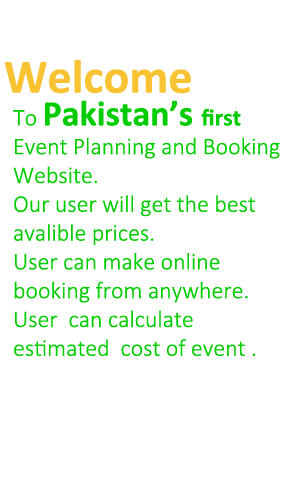 Welcome
To Pakistan’s first
Event Planning and Booking
Website.
Our user will get the best
avalible prices.
User can make online
booking from anywhere.
User  can calculate
estimated  cost of event .